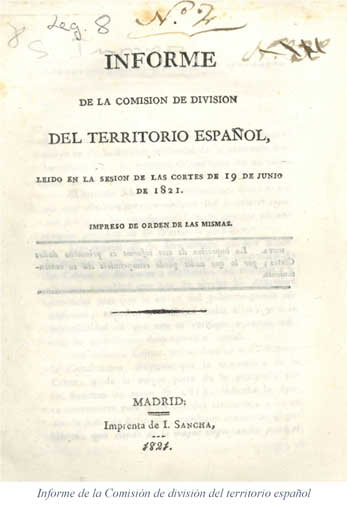 Leg. 8
N.º 2
8
INFORME
DE LA COMISION DE DIVISION
DEL TERRITORIO ESPAÑOL,
LEIDO EN LA SESION DE LAS CORTES DE 19 DE JUNIO
DE 1821.
IMPRESO DE ORDEN DE LAS MISMAS.
MADRID:
Imprenta de I. SANCHA,
1821.
Informe de la Comisión de división del territorio español